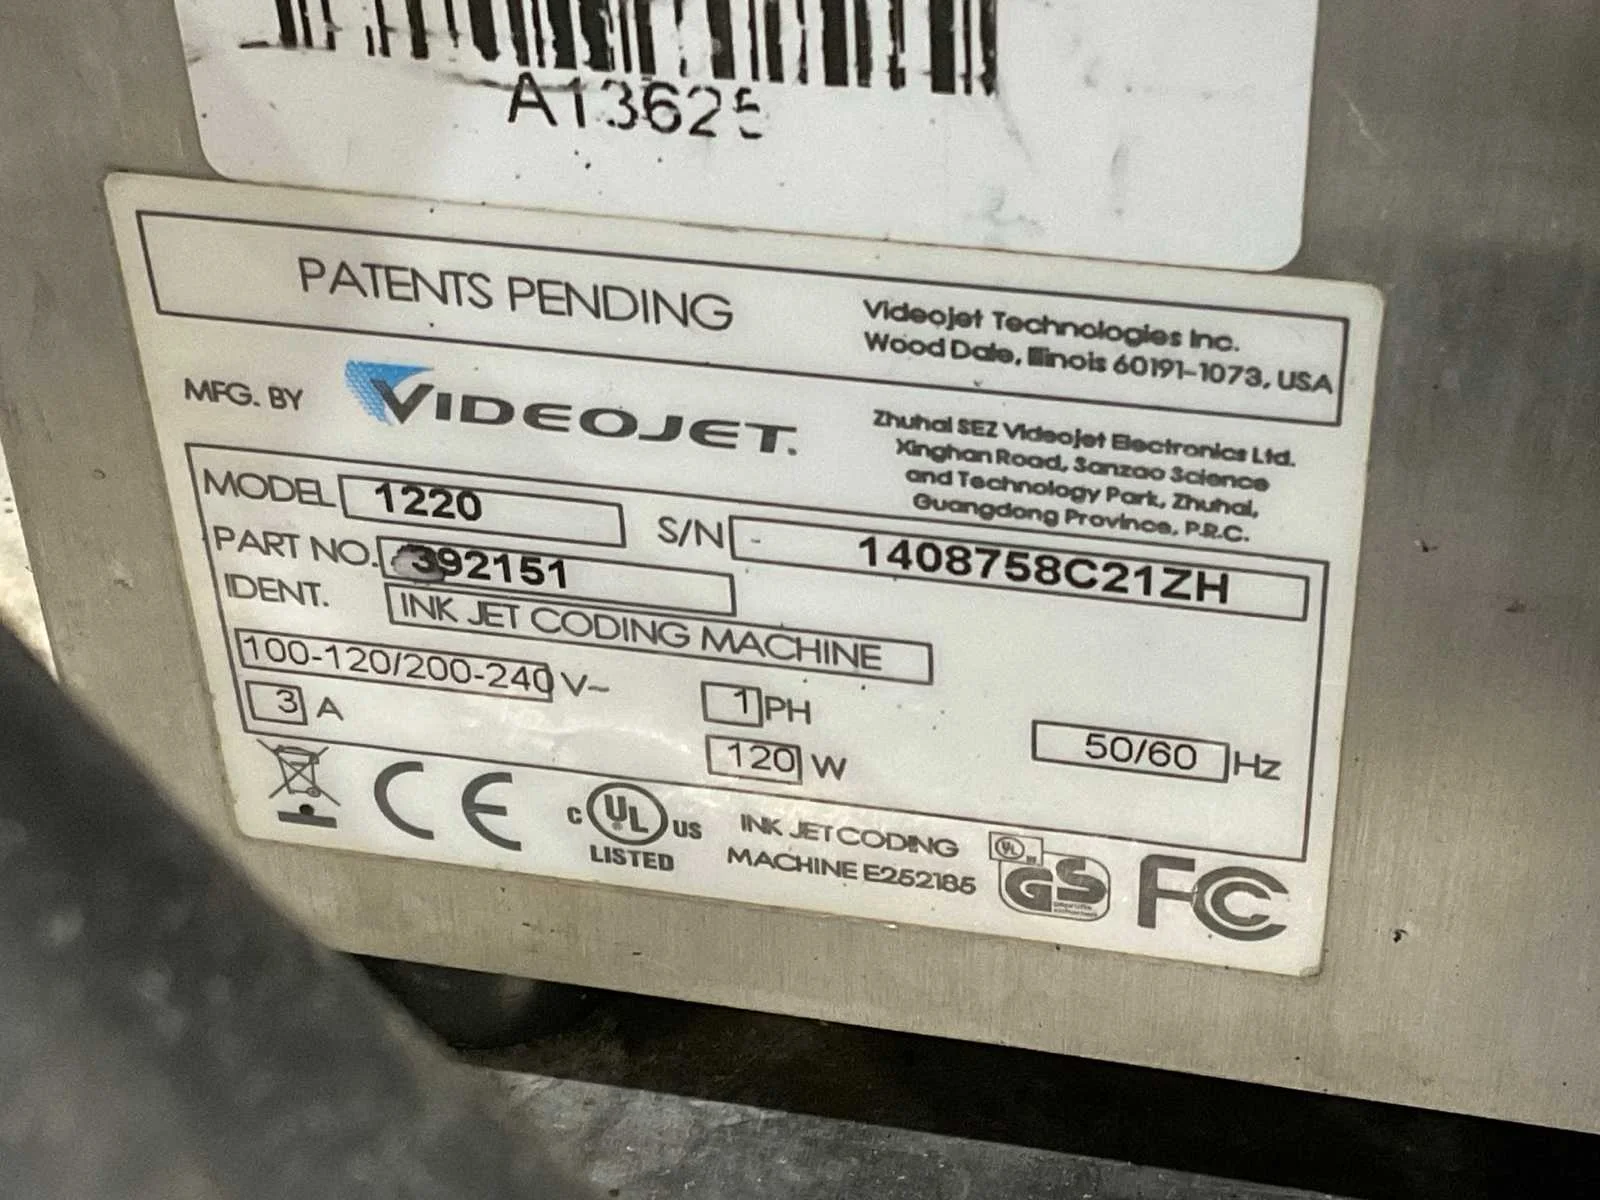 A13625
PATENTS PENDING
Videojet Technologies Inc.
Wood Dale, Illinois 60191-1073, USA
MFG. BY VIDEOJET.
Zhuhai SEZ Videojet Electronics Ltd.
Xinghan Road, Sanzao Science
and Technology Park, Zhuhai,
Guangdong Province, P.R.C.
MODEL 1220
S/N - 1408758C21ZH
PART NO. 392151
IDENT. INK JET CODING MACHINE
100-120/200-240 V~
1 PH
50/60 Hz
3 A
120 W
CE
C UL US
LISTED
INK JET CODING
MACHINE E252185
UL
GS
FC